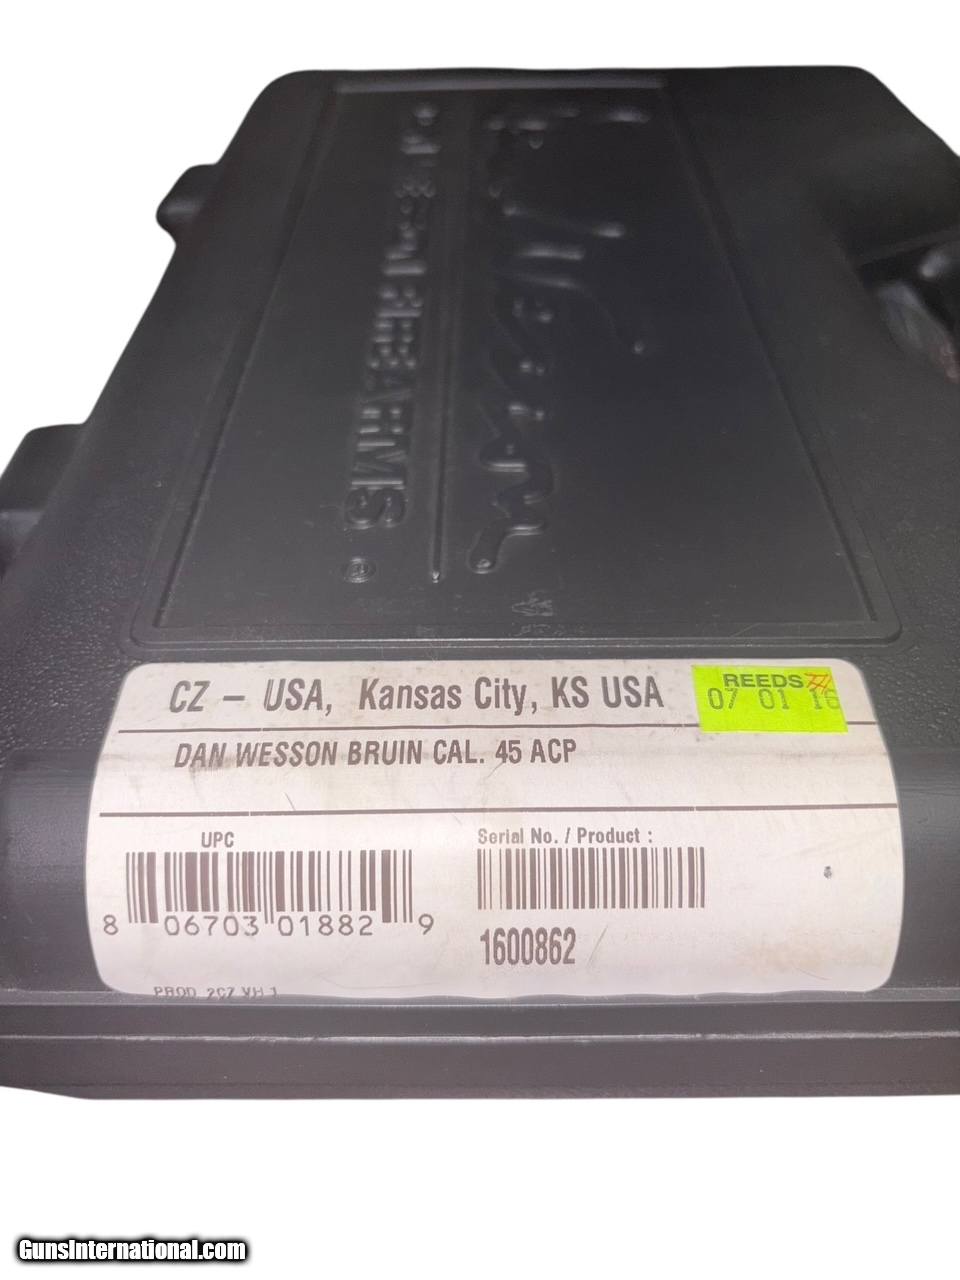 FIREARMS
®
CZ - USA, Kansas City, KS USA
REEDS
07 01 16
DAN WESSON BRUIN CAL. 45 ACP
UPC
Serial No. / Product :
8 06703 01882 9
1600862
GunsInternational.com